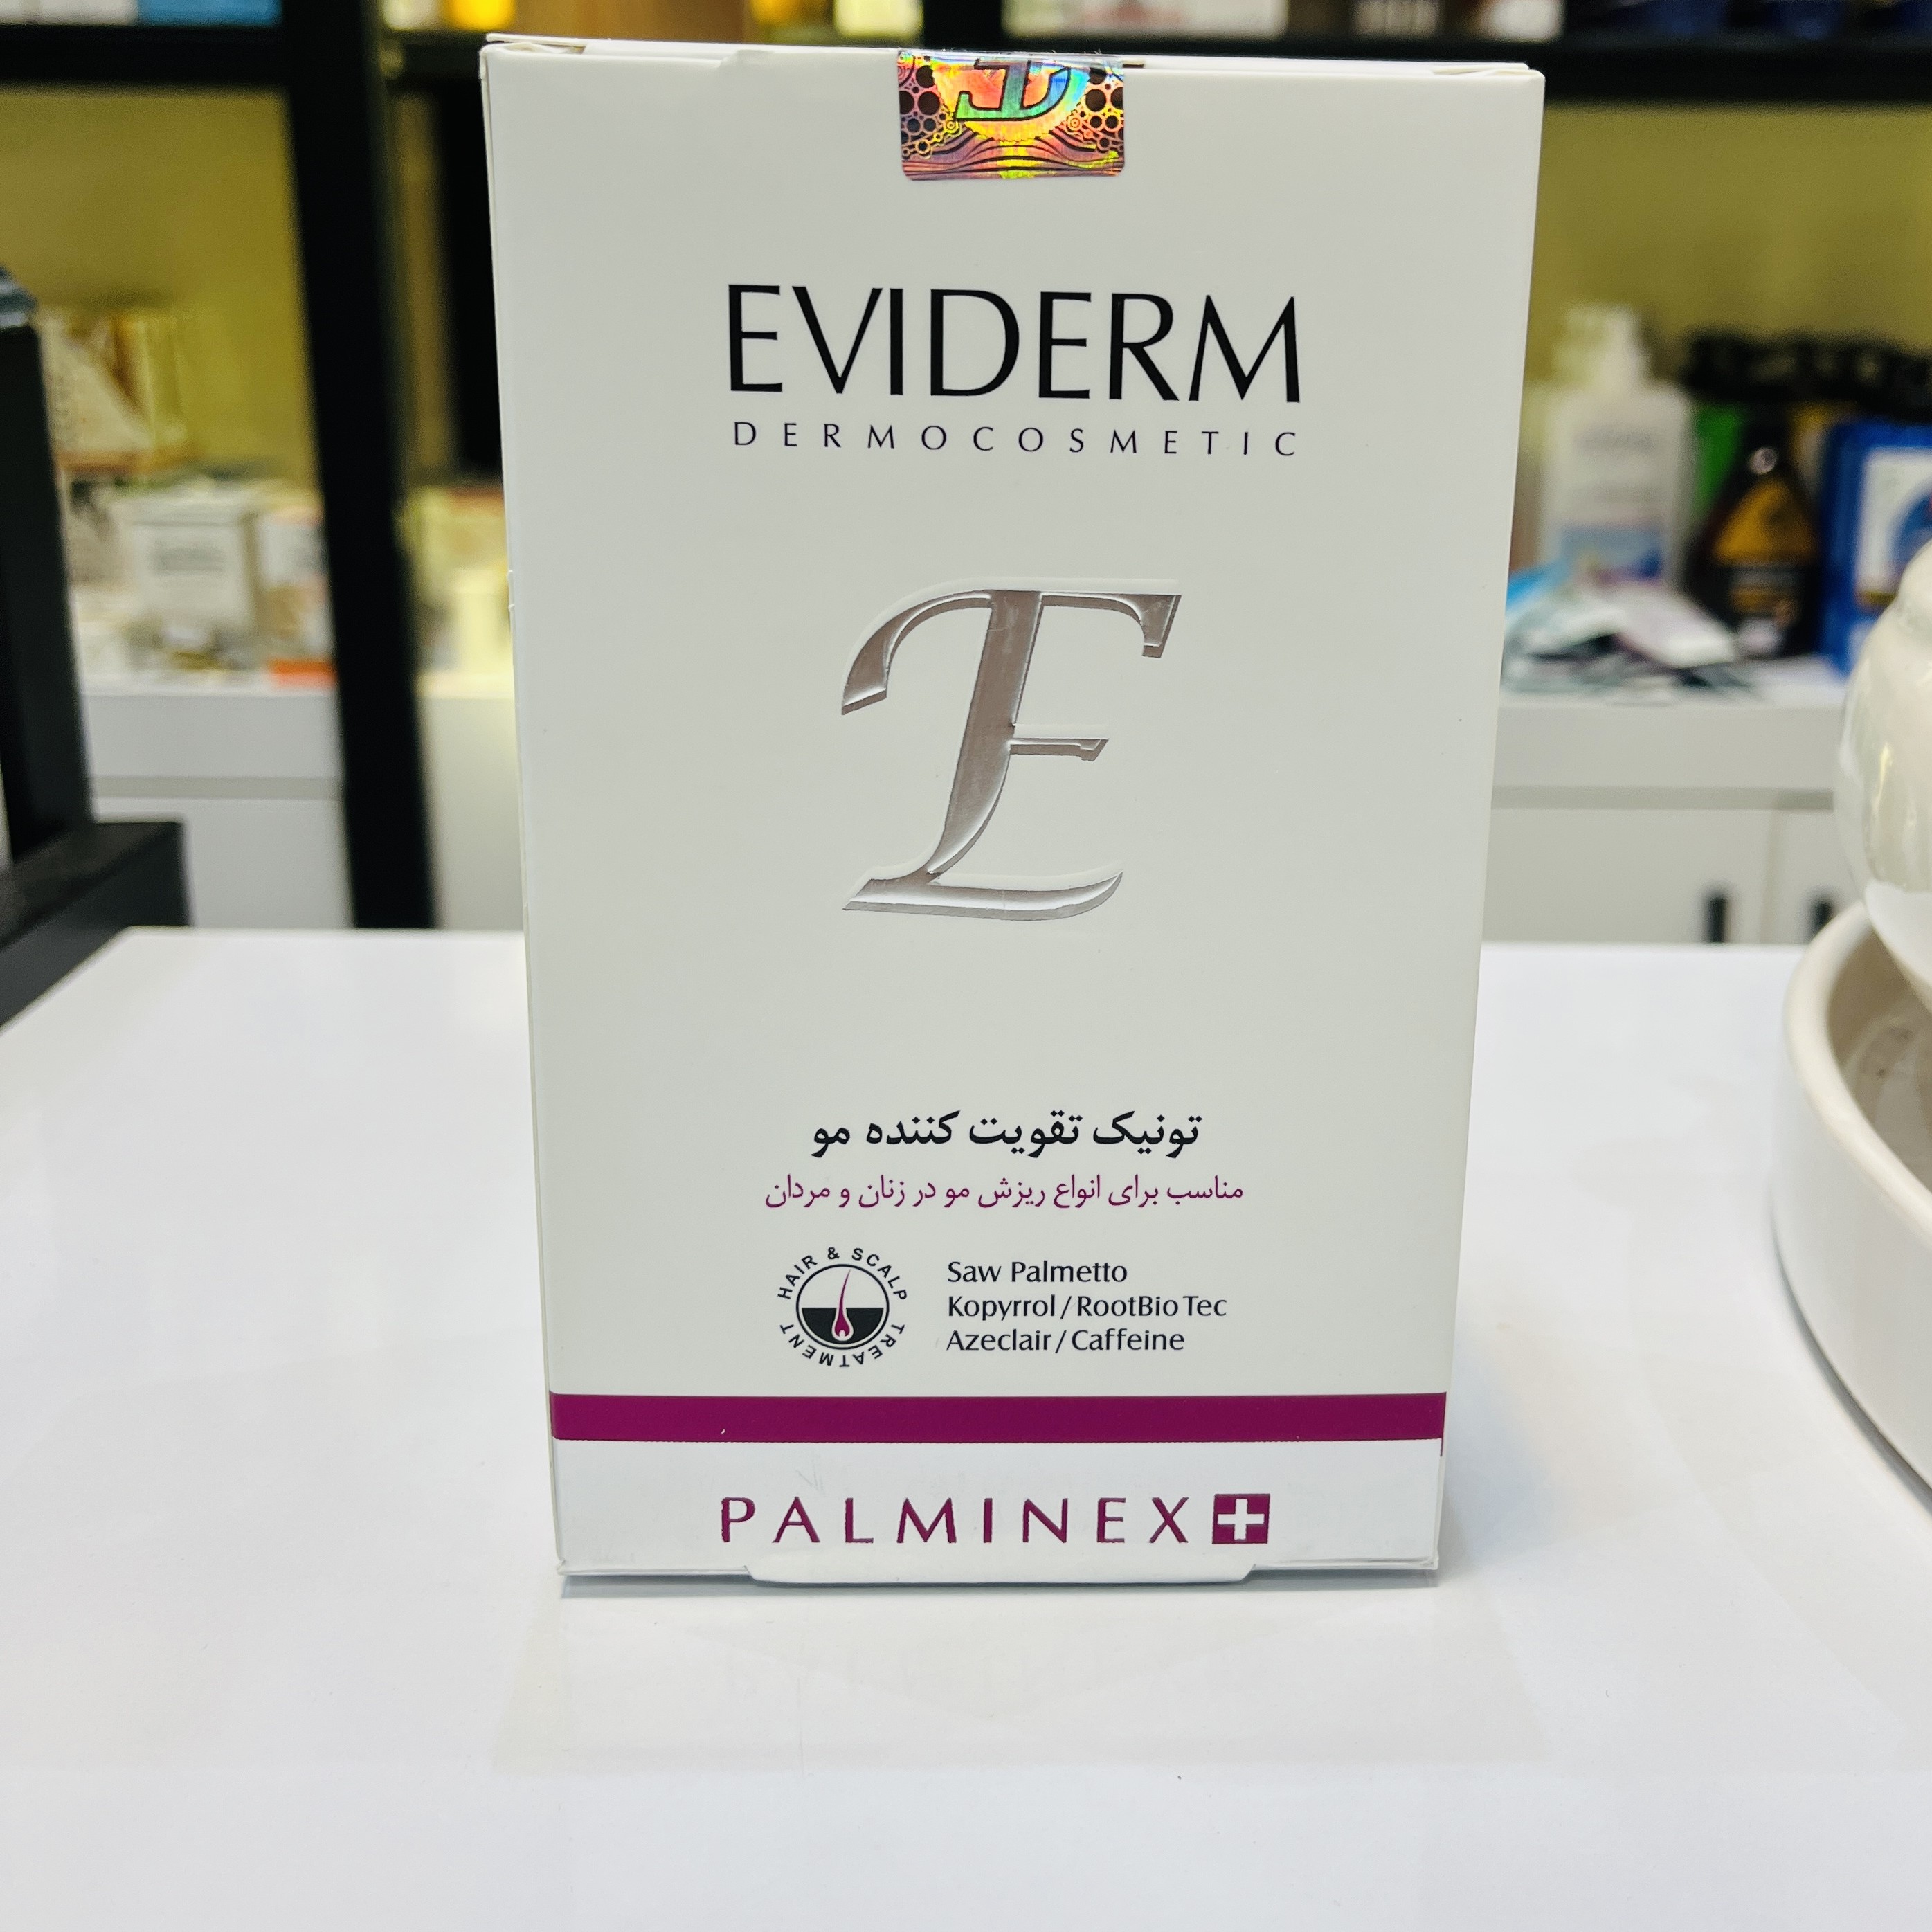 EVIDERM
DERMOCOSMETIC
E
تونیک تقویت کننده مو
مناسب برای انواع ریزش مو در زنان و مردان
HAIR & SCALP TREATMENT
Saw Palmetto
Kopyrrol / RootBio Tec
Azeclair / Caffeine
PALMINEX